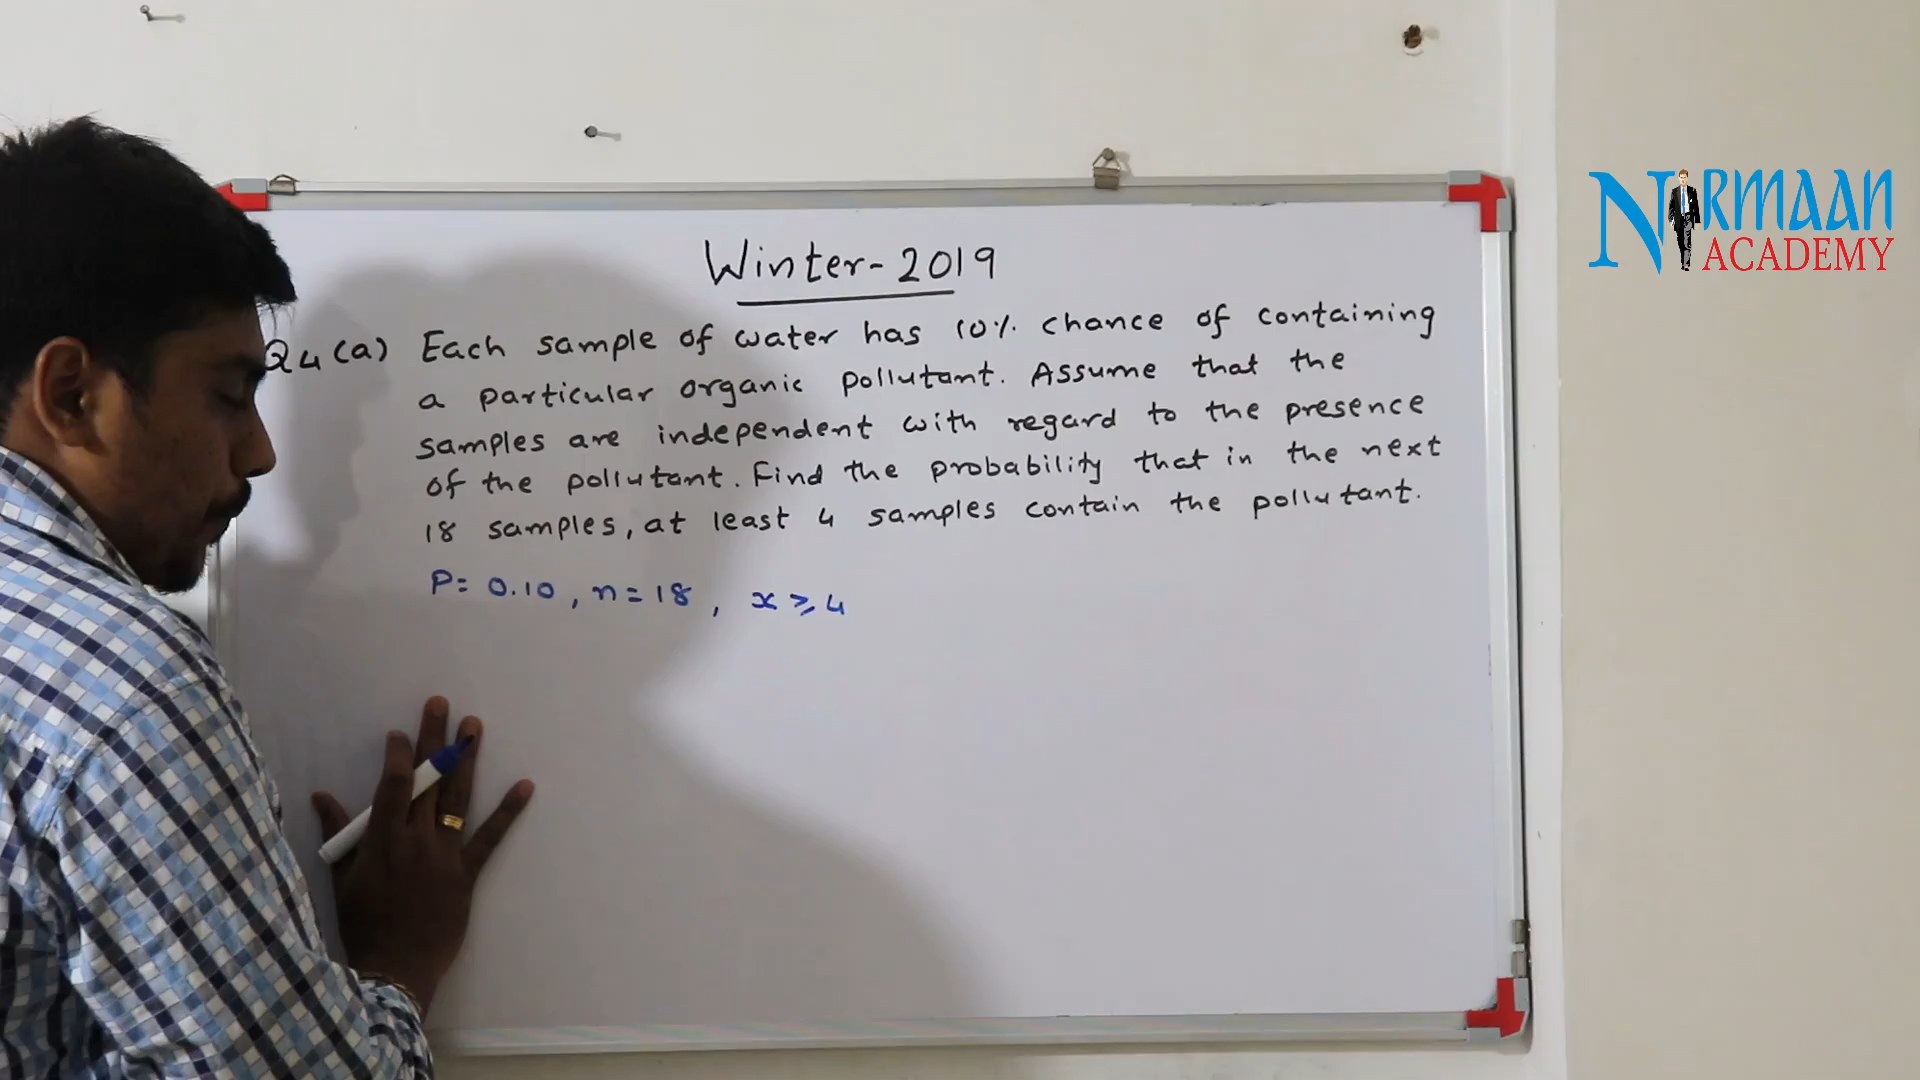 Winter-2019
Q4(a) Each sample of water has 10% chance of containing
a particular organic pollutant. Assume that the
samples are independent with regard to the presence
of the pollutant. Find the probability that in the next
18 samples, at least 4 samples contain the pollutant.
P= 0.10, n=18, x≥4
NIRMAAN
ACADEMY